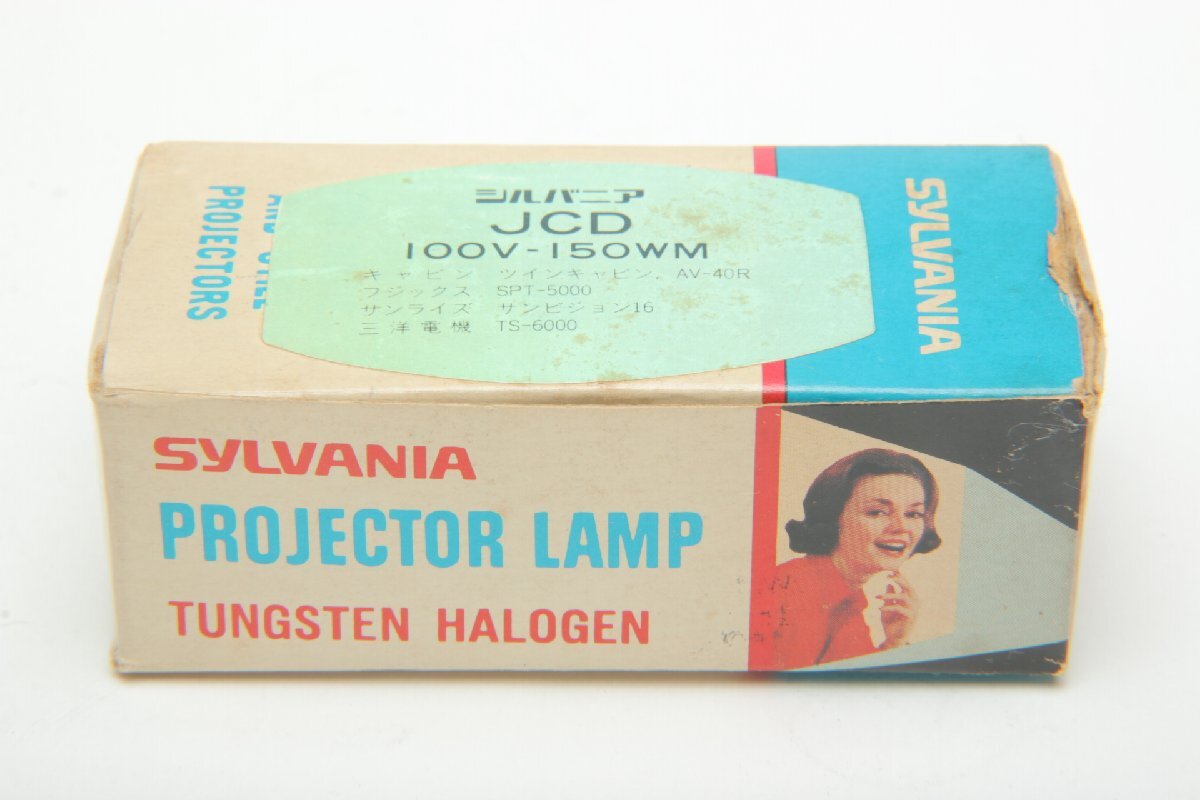 シルバニア
JCD
100V-150WM
キャビン ツインキャビン, AV-40R
フジックス SPT-5000
サンライズ サンビジョン16
三洋電機 TS-6000
PROJECTORS
SYLVANIA
SYLVANIA
PROJECTOR LAMP
TUNGSTEN HALOGEN